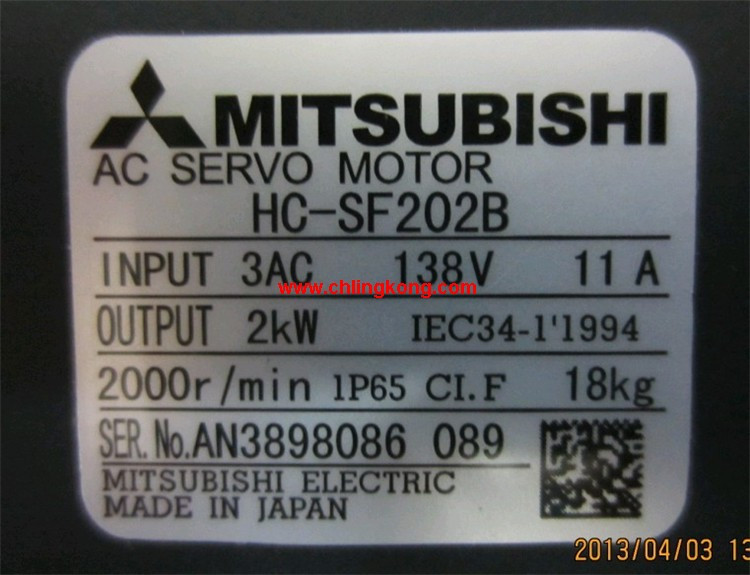 MITSUBISHI
AC SERVO MOTOR
HC-SF202B
INPUT 3AC 138V 11 A
www.chlingkong.com
OUTPUT 2kW IEC34-1'1994
2000r/min IP65 CI.F 18kg
SER.No.AN3898086 089
MITSUBISHI ELECTRIC
MADE IN JAPAN
2013/04/03 13